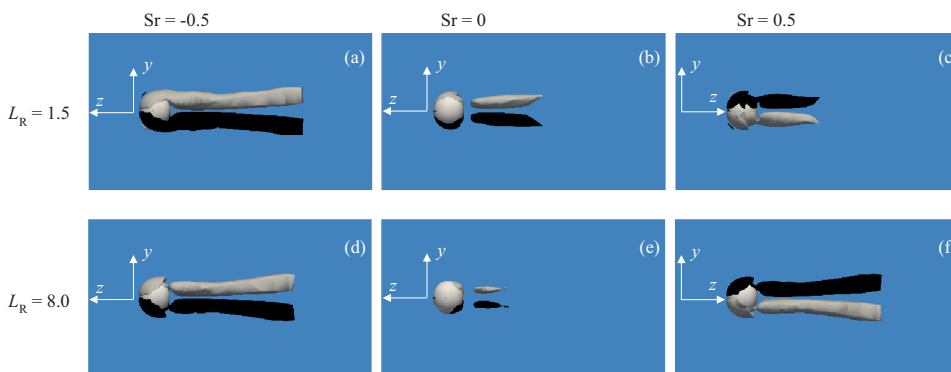 Sr = -0.5 Sr = 0 Sr = 0.5
(a) (b) (c)
y y y
z z z
L_R = 1.5
(d) (e) (f)
y y y
z z z
L_R = 8.0